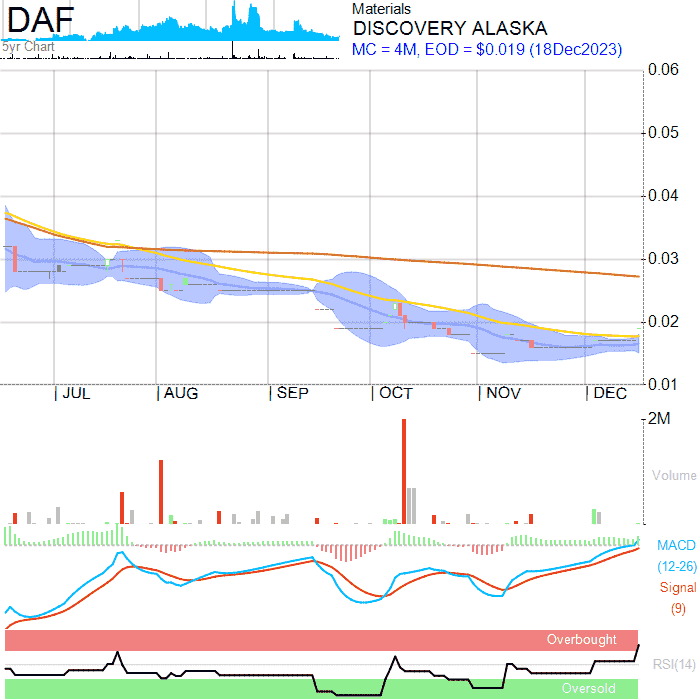 DAF
5yr Chart
Materials
DISCOVERY ALASKA
MC = 4M, EOD = $0.019 (18Dec2023)
0.06
0.05
0.04
0.03
0.02
0.01
JUL AUG SEP OCT NOV DEC
2M
Volume
MACD
(12-26)
Signal
(9)
Overbought
RSI(14)
Oversold